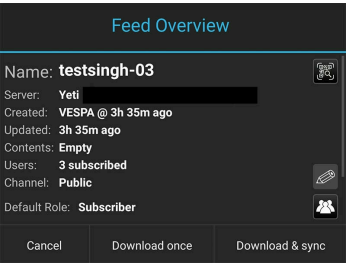 Feed Overview
Name: testsingh-03
Server: Yeti
Created: VESPA @ 3h 35m ago
Updated: 3h 35m ago
Contents: Empty
Users: 3 subscribed
Channel: Public
Default Role: Subscriber
Cancel Download once Download & sync